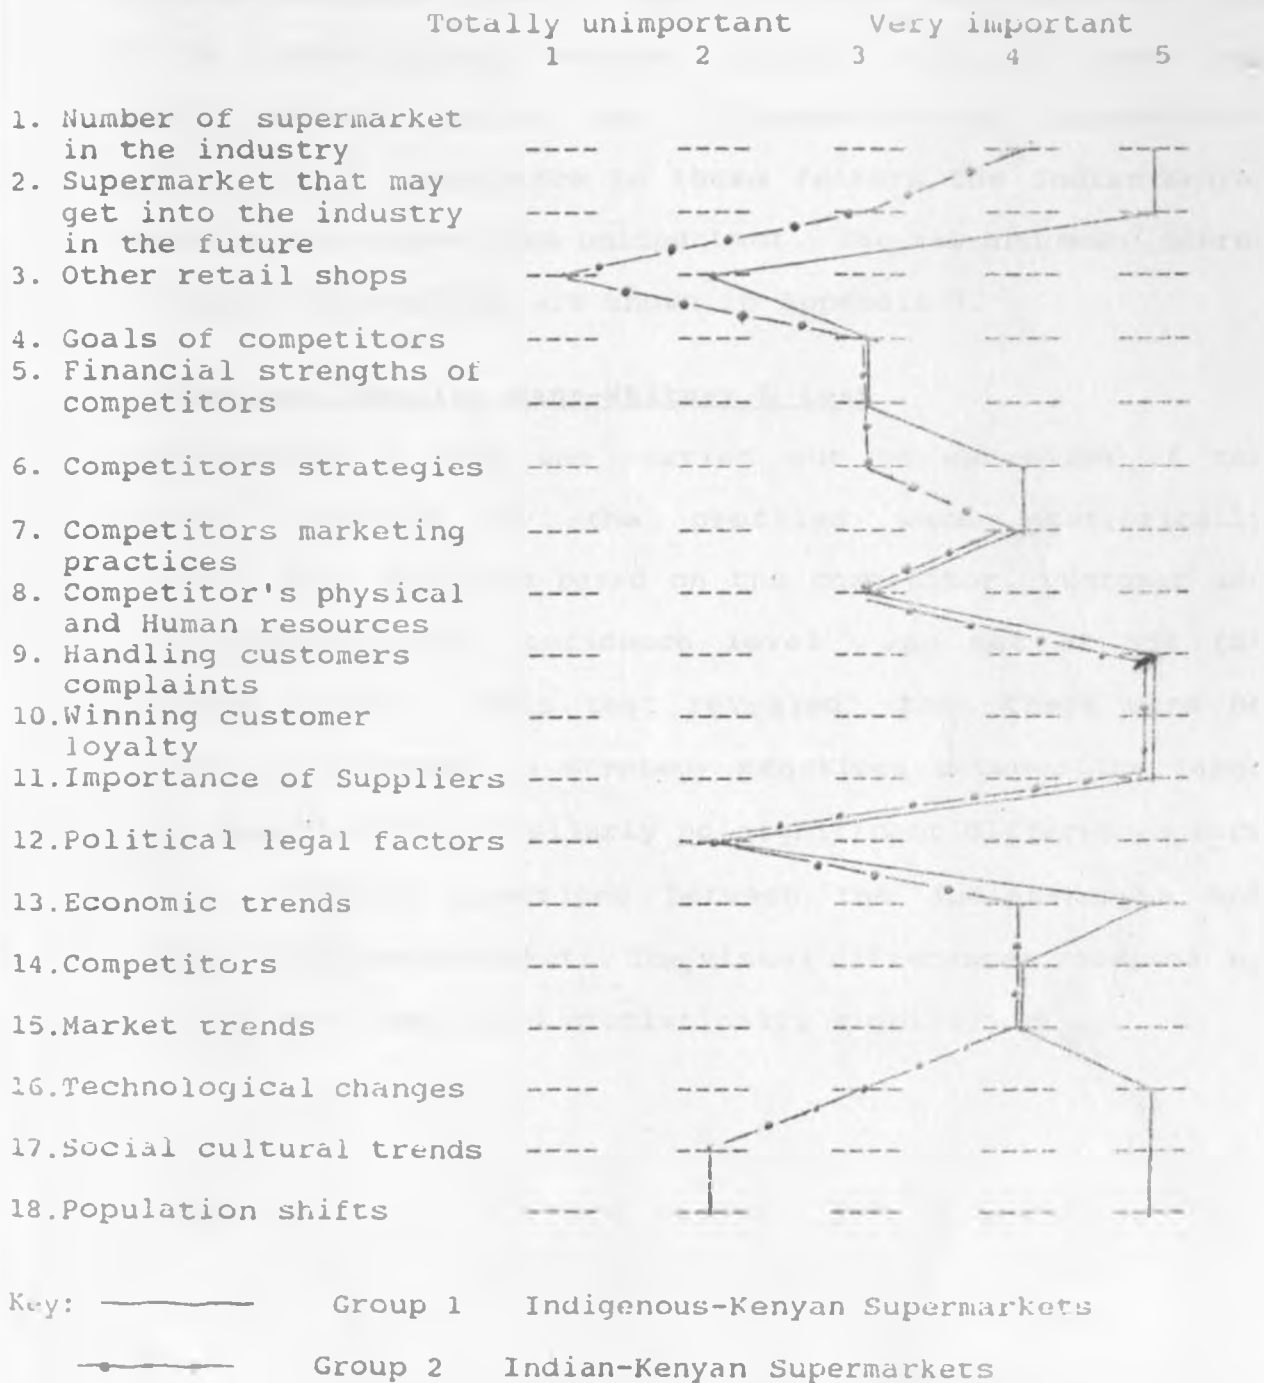 Totally unimportant Very important
1 2 3 4 5
1. Number of supermarket
in the industry
2. Supermarket that may
get into the industry
in the future
3. Other retail shops
4. Goals of competitors
5. Financial strengths of
competitors
6. Competitors strategies
7. Competitors marketing
practices
8. Competitor's physical
and Human resources
9. Handling customers
complaints
10.Winning customer
loyalty
11.Importance of Suppliers
12.Political legal factors
13.Economic trends
14.Competitors
15.Market trends
16.Technological changes
17.Social cultural trends
18.Population shifts
Key: Group 1 Indigenous-Kenyan Supermarkets
Group 2 Indian-Kenyan Supermarkets